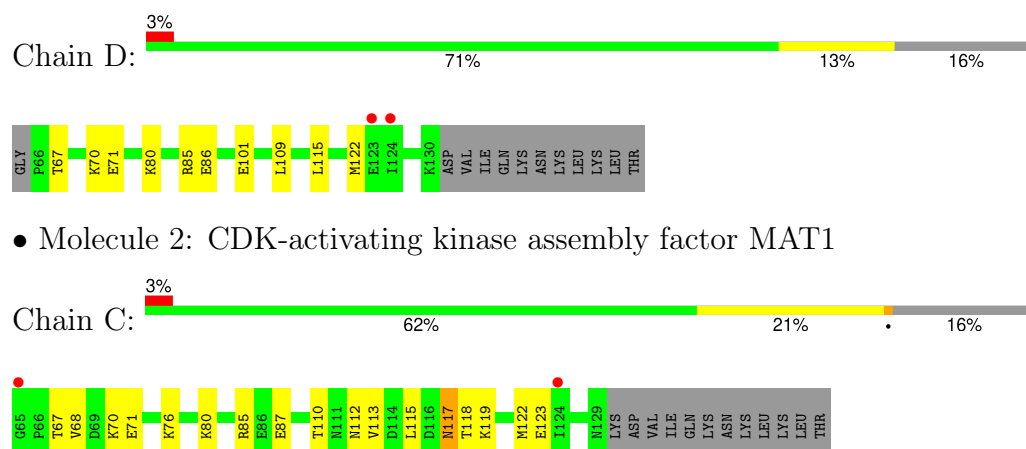 3%
Chain D:
71% 13% 16%
GLY P66 T67 K70 E71 K80 R85 E86 E101 L109 L115 M122 E123 I124 K130 ASP VAL ILE GLN LYS ASN LYS LEU LYS LEU THR
• Molecule 2: CDK-activating kinase assembly factor MAT1
3%
Chain C:
62% 21% • 16%
G65 P66 T67 V68 D69 K70 E71 K76 K80 R85 E86 E87 T110 N111 N112 V113 D114 L115 D116 N117 T118 K119 M122 E123 I124 N129 LYS ASP VAL ILE GLN LYS ASN LYS LEU LYS LEU THR